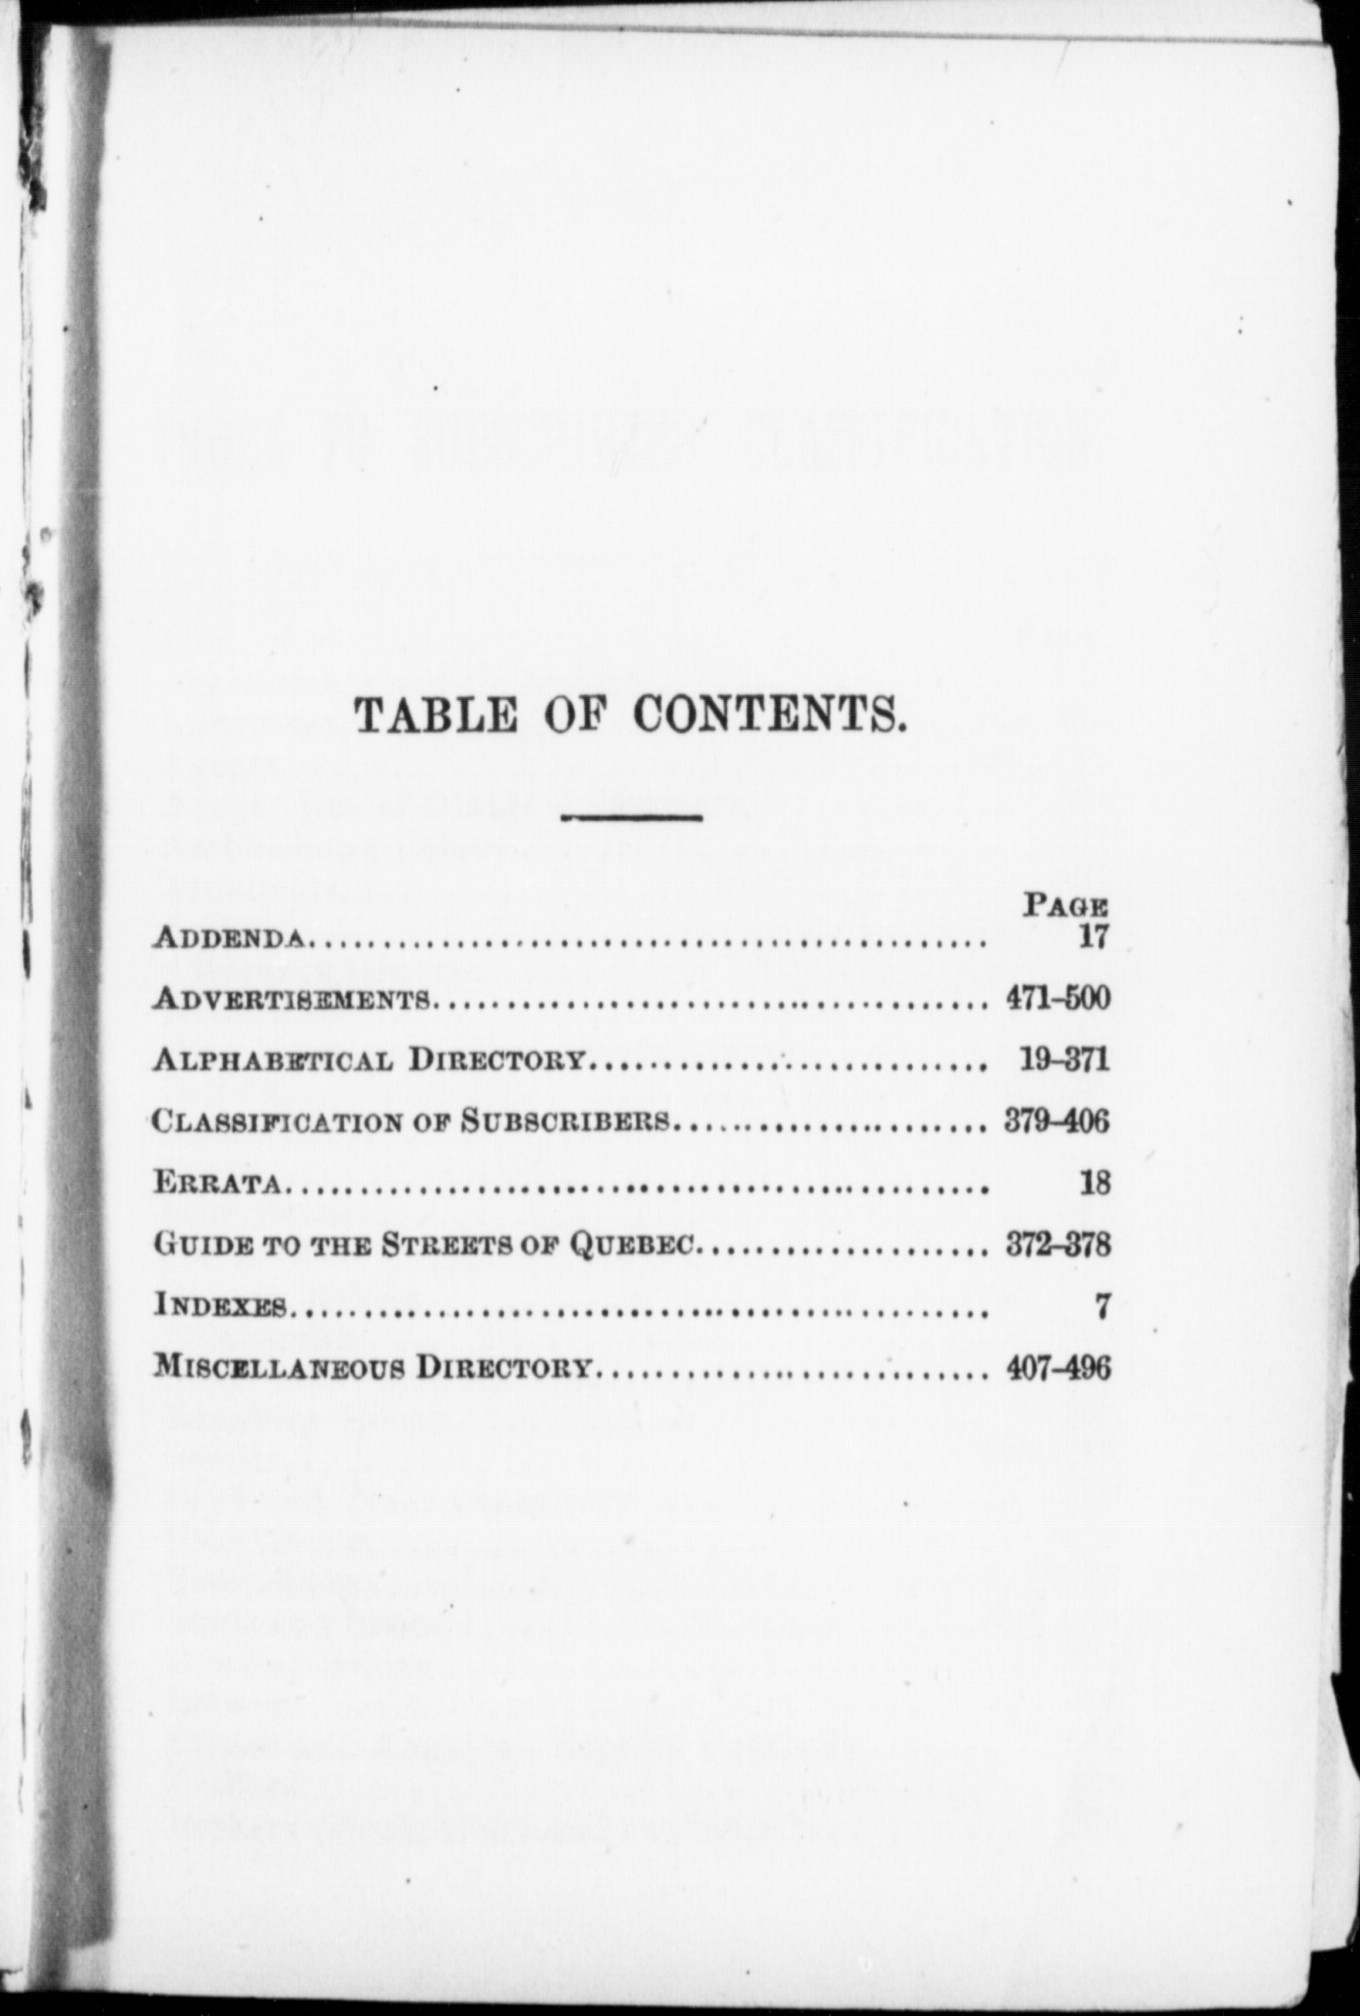 TABLE OF CONTENTS.
PAGE
ADDENDA................................................ 17
ADVERTISEMENTS....................................... 471-500
ALPHABETICAL DIRECTORY............................ 19-371
CLASSIFICATION OF SUBSCRIBERS...................... 379-406
ERRATA.................................................. 18
GUIDE TO THE STREETS OF QUEBEC.................... 372-378
INDEXES................................................. 7
MISCELLANEOUS DIRECTORY........................... 407-496